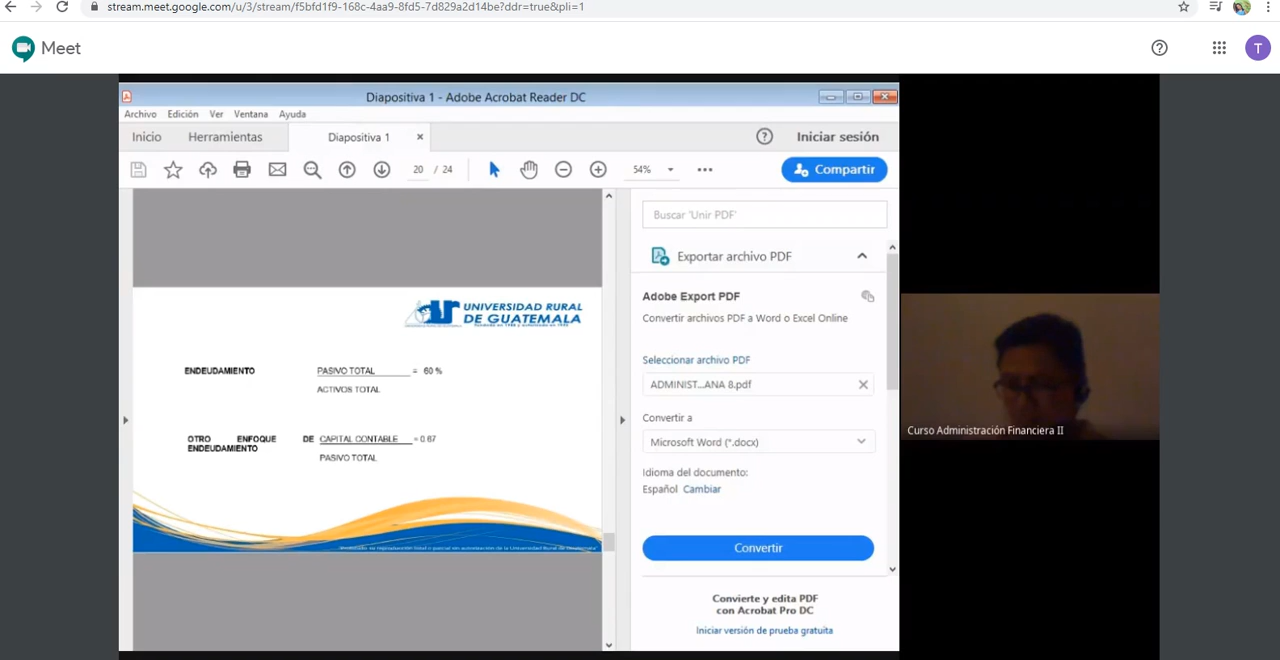 stream.meet.google.com/u/3/stream/f5bfd1f9-168c-4aa9-8fd5-7d829a2d14be?ddr=true&pli=1
Meet
T
Diapositiva 1 - Adobe Acrobat Reader DC
Archivo Edición Ver Ventana Ayuda
Inicio Herramientas Diapositiva 1 Iniciar sesión
20 / 24 54% Compartir
Buscar 'Unir PDF'
Exportar archivo PDF
Adobe Export PDF
Convertir archivos PDF a Word o Excel Online
Seleccionar archivo PDF
ADMINIST...ANA 8.pdf
Convertir a
Microsoft Word (*.docx)
Idioma del documento:
Español Cambiar
Convertir
Convierte y edita PDF
con Acrobat Pro DC
Iniciar versión de prueba gratuita
UNIVERSIDAD RURAL
DE GUATEMALA
ENDEUDAMIENTO PASIVO TOTAL = 60 %
ACTIVOS TOTAL
OTRO ENFOQUE DE CAPITAL CONTABLE = 0.67
ENDEUDAMIENTO
PASIVO TOTAL
Curso Administración Financiera II